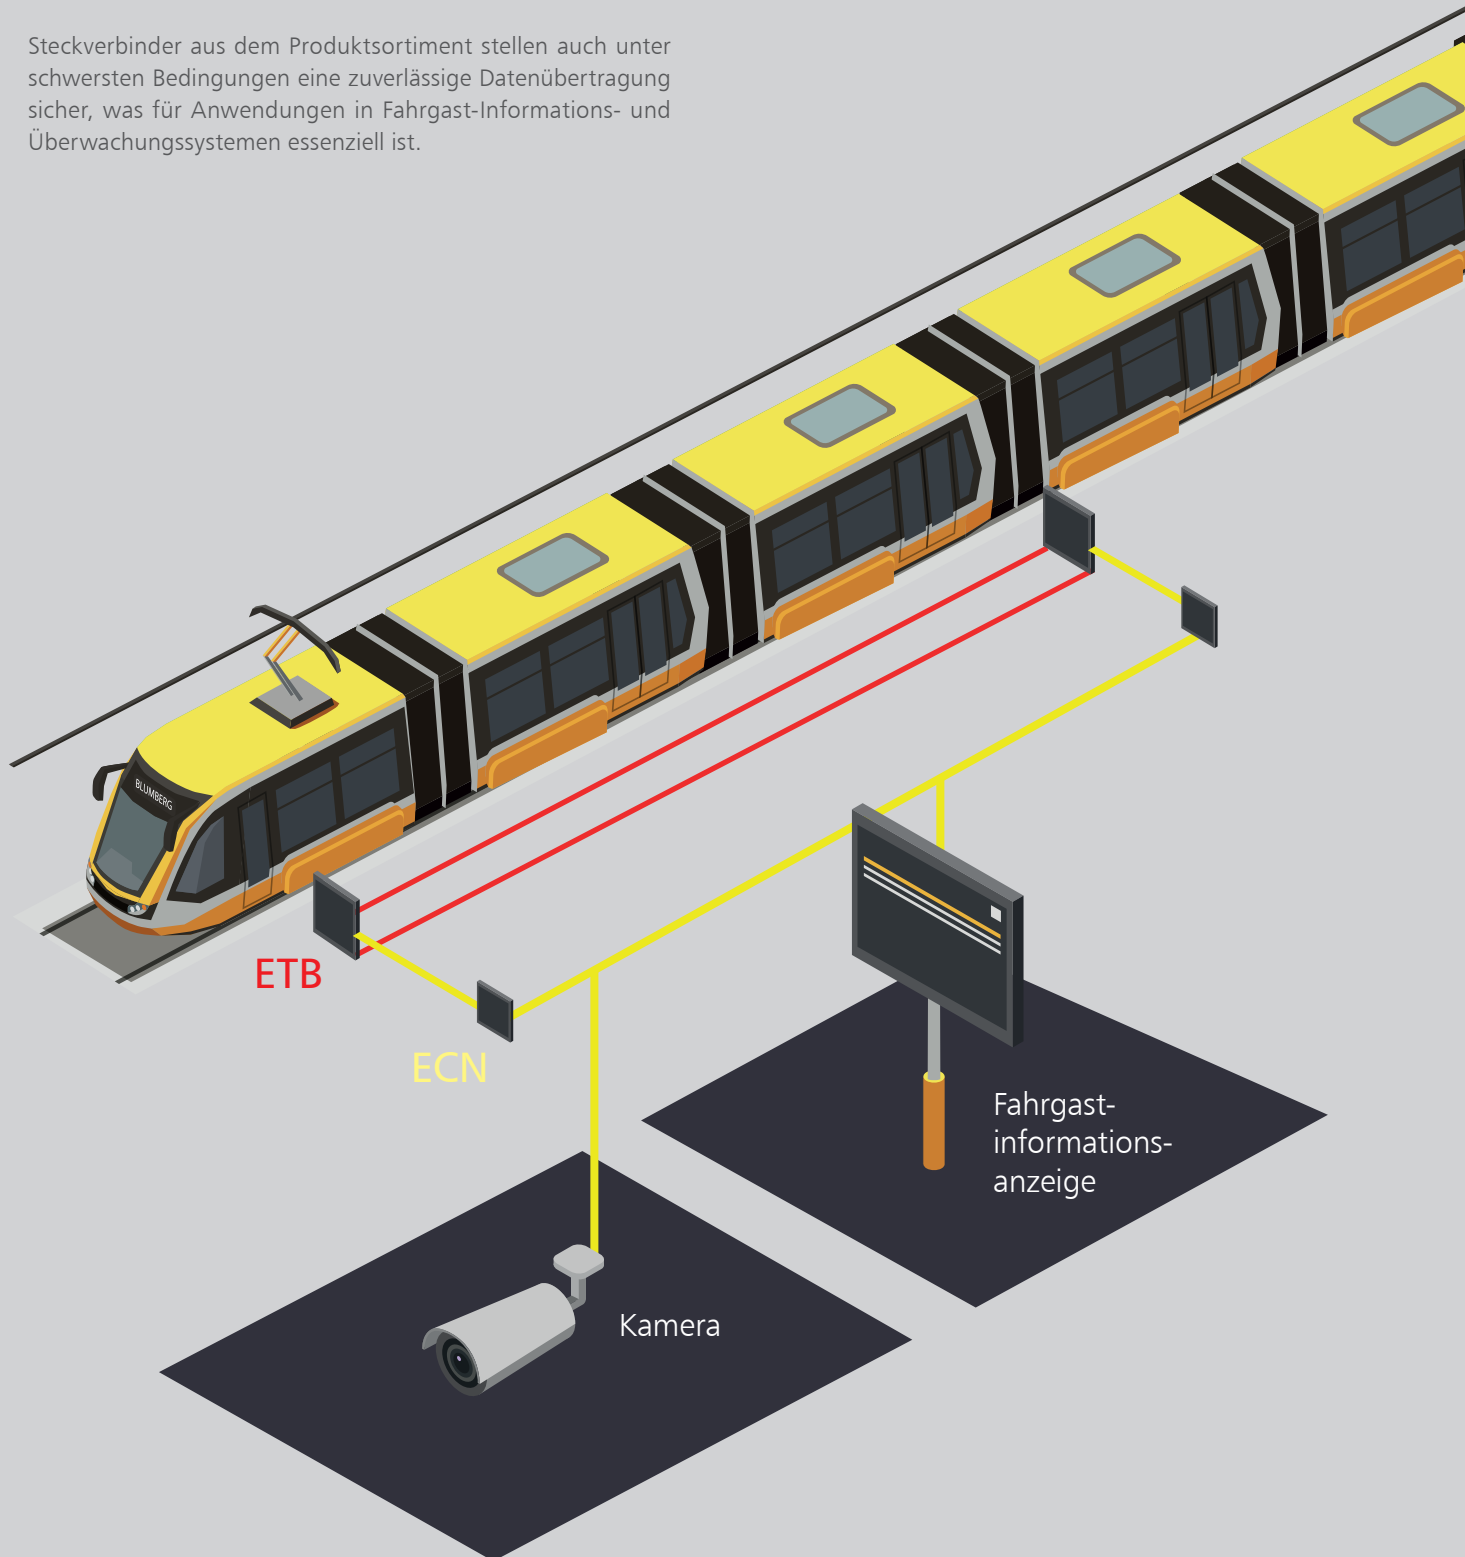 Steckverbinder aus dem Produktsortiment stellen auch unter
schwersten Bedingungen eine zuverlässige Datenübertragung
sicher, was für Anwendungen in Fahrgast-Informations- und
Überwachungssystemen essenziell ist.
BLUMBERG
ETB
ECN
Fahrgast-
informations-
anzeige
Kamera